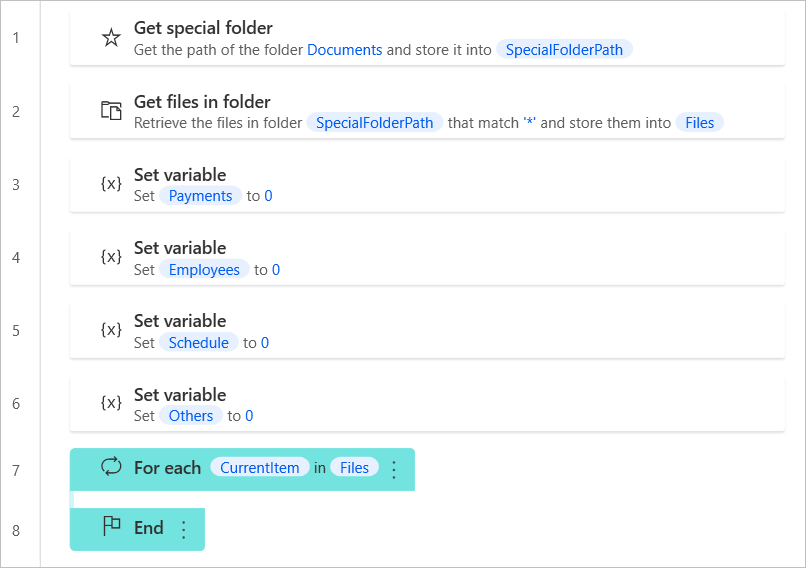 1
Get special folder
Get the path of the folder Documents and store it into SpecialFolderPath
2
Get files in folder
Retrieve the files in folder SpecialFolderPath that match '*' and store them into Files
3
{x} Set variable
Set Payments to 0
4
{x} Set variable
Set Employees to 0
5
{x} Set variable
Set Schedule to 0
6
{x} Set variable
Set Others to 0
7 For each CurrentItem in Files
8 End